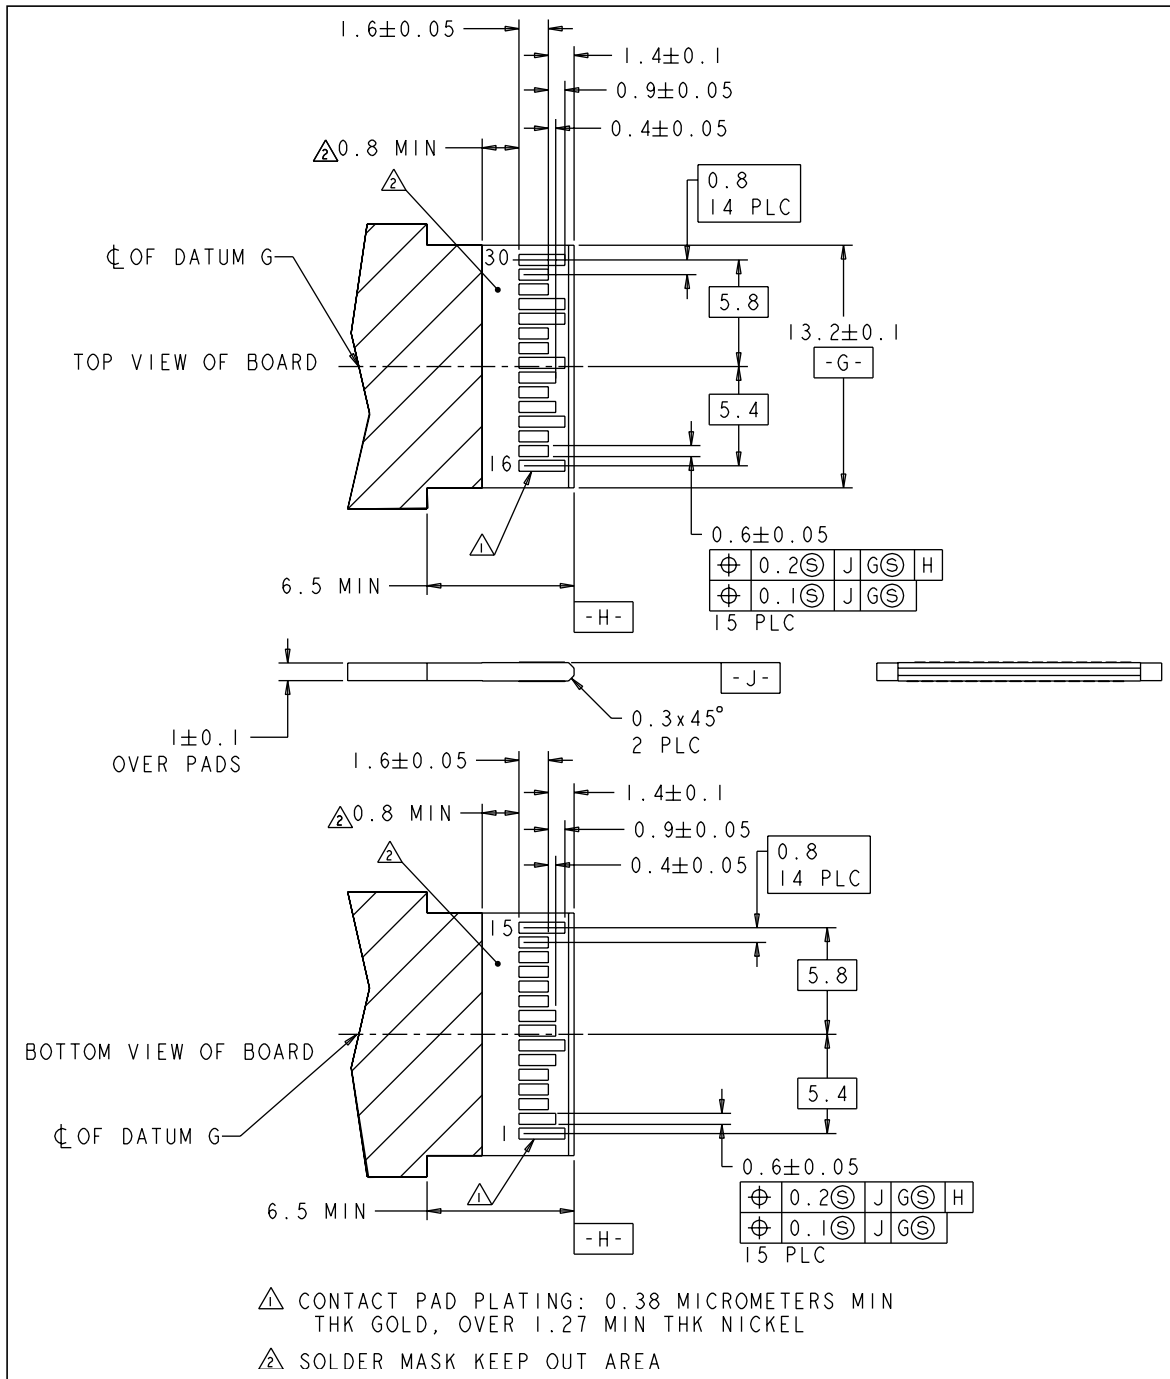 1.6±0.05
1.4±0.1
0.9±0.05
0.4±0.05
2 0.8 MIN
2
0.8
14 PLC
℄ OF DATUM G
30
5.8
13.2±0.1
-G-
TOP VIEW OF BOARD
5.4
16
1
0.6±0.05
⌖ 0.2Ⓢ J GⓈ H
⌖ 0.1Ⓢ J GⓈ
15 PLC
6.5 MIN
-H-
-J-
0.3x45°
2 PLC
1±0.1
OVER PADS
1.6±0.05
1.4±0.1
2 0.8 MIN
0.9±0.05
0.4±0.05
2
0.8
14 PLC
15
5.8
BOTTOM VIEW OF BOARD
5.4
℄ OF DATUM G
1
1
0.6±0.05
⌖ 0.2Ⓢ J GⓈ H
⌖ 0.1Ⓢ J GⓈ
15 PLC
6.5 MIN
-H-
1 CONTACT PAD PLATING: 0.38 MICROMETERS MIN
THK GOLD, OVER 1.27 MIN THK NICKEL
2 SOLDER MASK KEEP OUT AREA